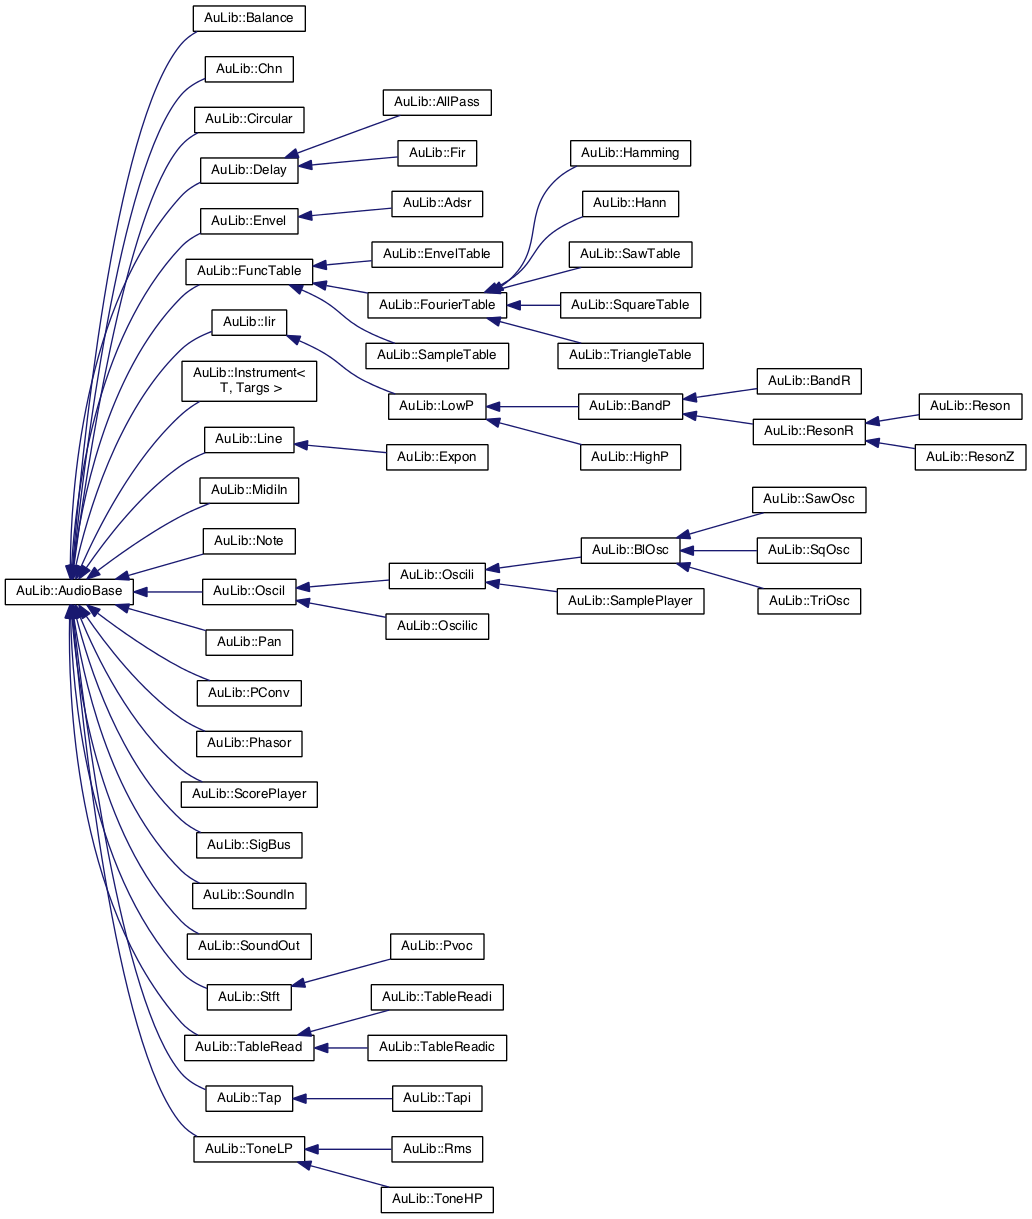 AuLib::Balance
AuLib::Chn
AuLib::AllPass
AuLib::Circular
AuLib::Fir
AuLib::Hamming
AuLib::Delay
AuLib::Adsr
AuLib::Hann
AuLib::Envel
AuLib::EnvelTable
AuLib::SawTable
AuLib::FuncTable
AuLib::FourierTable
AuLib::SquareTable
AuLib::Iir
AuLib::SampleTable
AuLib::TriangleTable
AuLib::Instrument<
T, Targs >
AuLib::BandR
AuLib::LowP
AuLib::BandP
AuLib::Reson
AuLib::ResonR
AuLib::Line
AuLib::Expon
AuLib::HighP
AuLib::ResonZ
AuLib::MidiIn
AuLib::SawOsc
AuLib::Note
AuLib::BlOsc
AuLib::SqOsc
AuLib::Oscili
AuLib::AudioBase
AuLib::Oscil
AuLib::SamplePlayer
AuLib::TriOsc
AuLib::Oscilic
AuLib::Pan
AuLib::PConv
AuLib::Phasor
AuLib::ScorePlayer
AuLib::SigBus
AuLib::SoundIn
AuLib::SoundOut
AuLib::Pvoc
AuLib::Stft
AuLib::TableReadi
AuLib::TableRead
AuLib::TableReadic
AuLib::Tap
AuLib::Tapi
AuLib::ToneLP
AuLib::Rms
AuLib::ToneHP